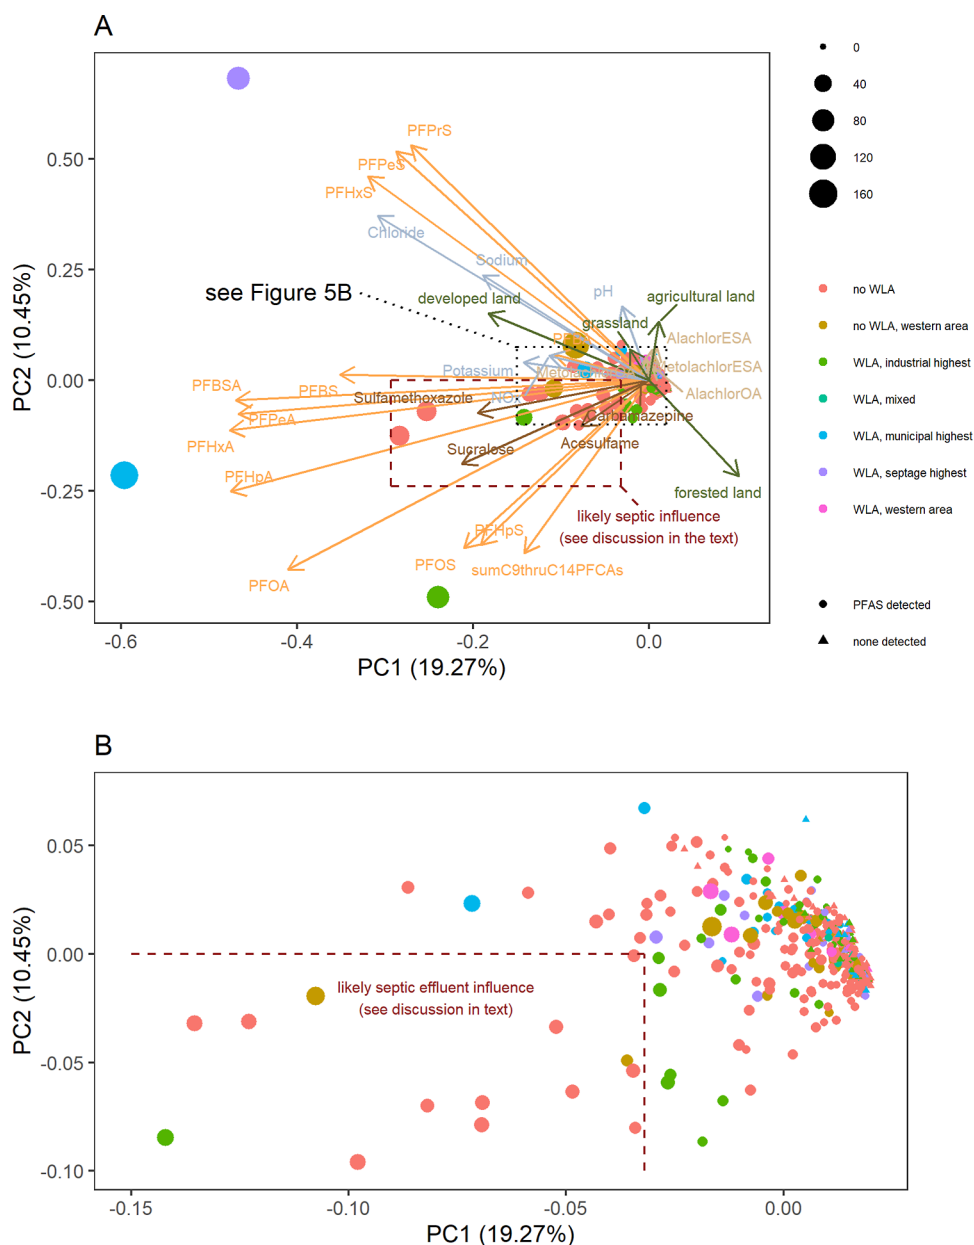 A
0
40
80
120
160
PFPrS
PFPeS
PFHxS
Chloride
Sodium
see Figure 5B
developed land
pH
agricultural land
grassland
AlachlorESA
MetolachlorESA
AlachlorOA
Potassium
PFBS
PFBSA
PFPeA
PFHxA
PFHpA
Sulfamethoxazole
Carbamazepine
Sucralose
Acesulfame
forested land
likely septic influence
(see discussion in the text)
PFHpS
PFOS
sumC9thruC14PFCAs
PFOA
0.50
0.25
0.00
-0.25
-0.50
PC2 (10.45%)
-0.6
-0.4
-0.2
0.0
PC1 (19.27%)
no WLA
no WLA, western area
WLA, industrial highest
WLA, mixed
WLA, municipal highest
WLA, septage highest
WLA, western area
PFAS detected
none detected
B
0.05
0.00
-0.05
-0.10
PC2 (10.45%)
likely septic effluent influence
(see discussion in text)
-0.15
-0.10
-0.05
0.00
PC1 (19.27%)